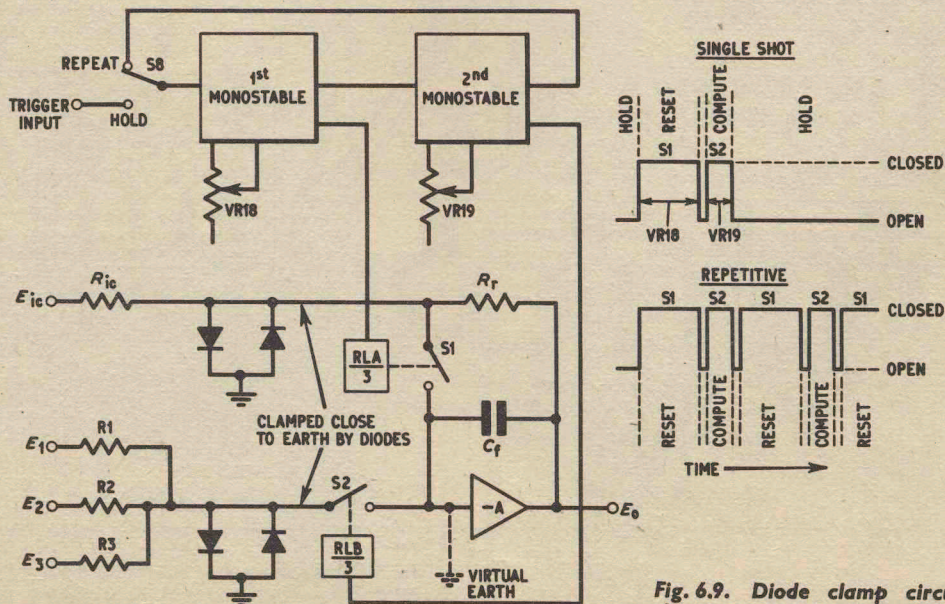 REPEAT
S8
TRIGGER
INPUT
HOLD
1st
MONOSTABLE
2nd
MONOSTABLE
VR18
VR19
Eic
Ric
Rr
S1
RLA
3
CLAMPED CLOSE
TO EARTH BY DIODES
Cf
E1
R1
E2
R2
E3
R3
S2
RLB
3
-A
Eo
VIRTUAL
EARTH
SINGLE SHOT
HOLD
RESET
COMPUTE
HOLD
S1
S2
CLOSED
OPEN
VR18
VR19
REPETITIVE
S1
S2
S1
S2
S1
CLOSED
OPEN
RESET
COMPUTE
RESET
COMPUTE
RESET
TIME
Fig. 6.9. Diode clamp circ